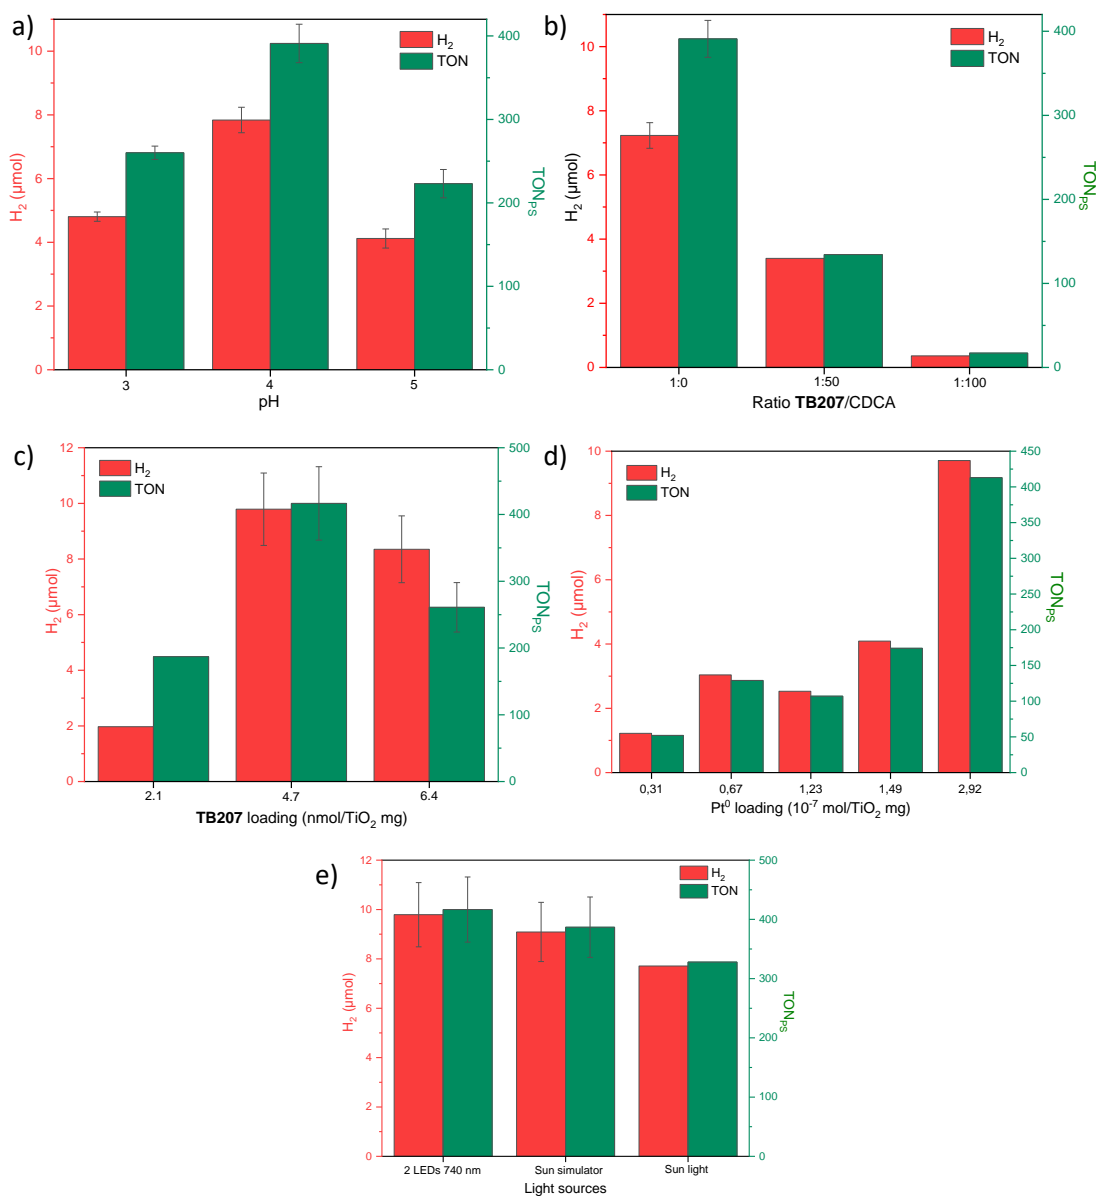 a)
H₂
TON
10
8
6
4
2
0
H₂ (µmol)
400
300
200
100
0
TONPS
3 4 5
pH
b)
H₂
TON
10
8
6
4
2
0
H₂ (µmol)
400
300
200
100
0
TONPS
1:0 1:50 1:100
Ratio TB207/CDCA
c)
H₂
TON
12
10
8
6
4
2
0
H₂ (µmol)
500
400
300
200
100
0
TONPS
2.1 4.7 6.4
TB207 loading (nmol/TiO₂ mg)
d)
H₂
TON
10
8
6
4
2
0
H₂ (µmol)
450
400
350
300
250
200
150
100
50
0
TONPS
0,31 0,67 1,23 1,49 2,92
Pt⁰ loading (10⁻⁷ mol/TiO₂ mg)
e)
H₂
TON
12
10
8
6
4
2
0
H₂ (µmol)
500
400
300
200
100
0
TONPS
2 LEDs 740 nm Sun simulator Sun light
Light sources